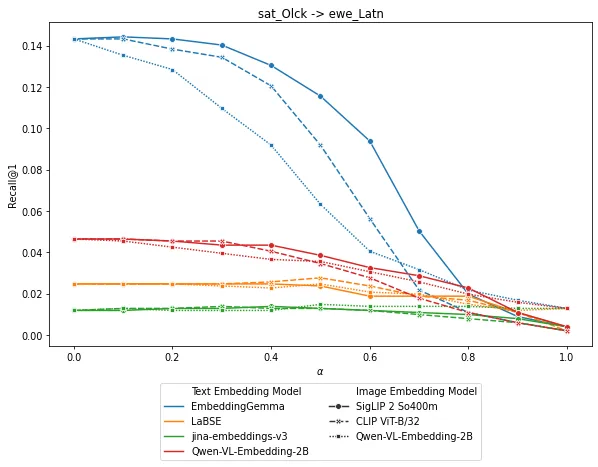 sat_Olck -> ewe_Latn
Recall@1
0.14
0.12
0.10
0.08
0.06
0.04
0.02
0.00
0.0 0.2 0.4 0.6 0.8 1.0
α
Text Embedding Model
EmbeddingGemma
LaBSE
jina-embeddings-v3
Qwen-VL-Embedding-2B
Image Embedding Model
SigLIP 2 So400m
CLIP ViT-B/32
Qwen-VL-Embedding-2B